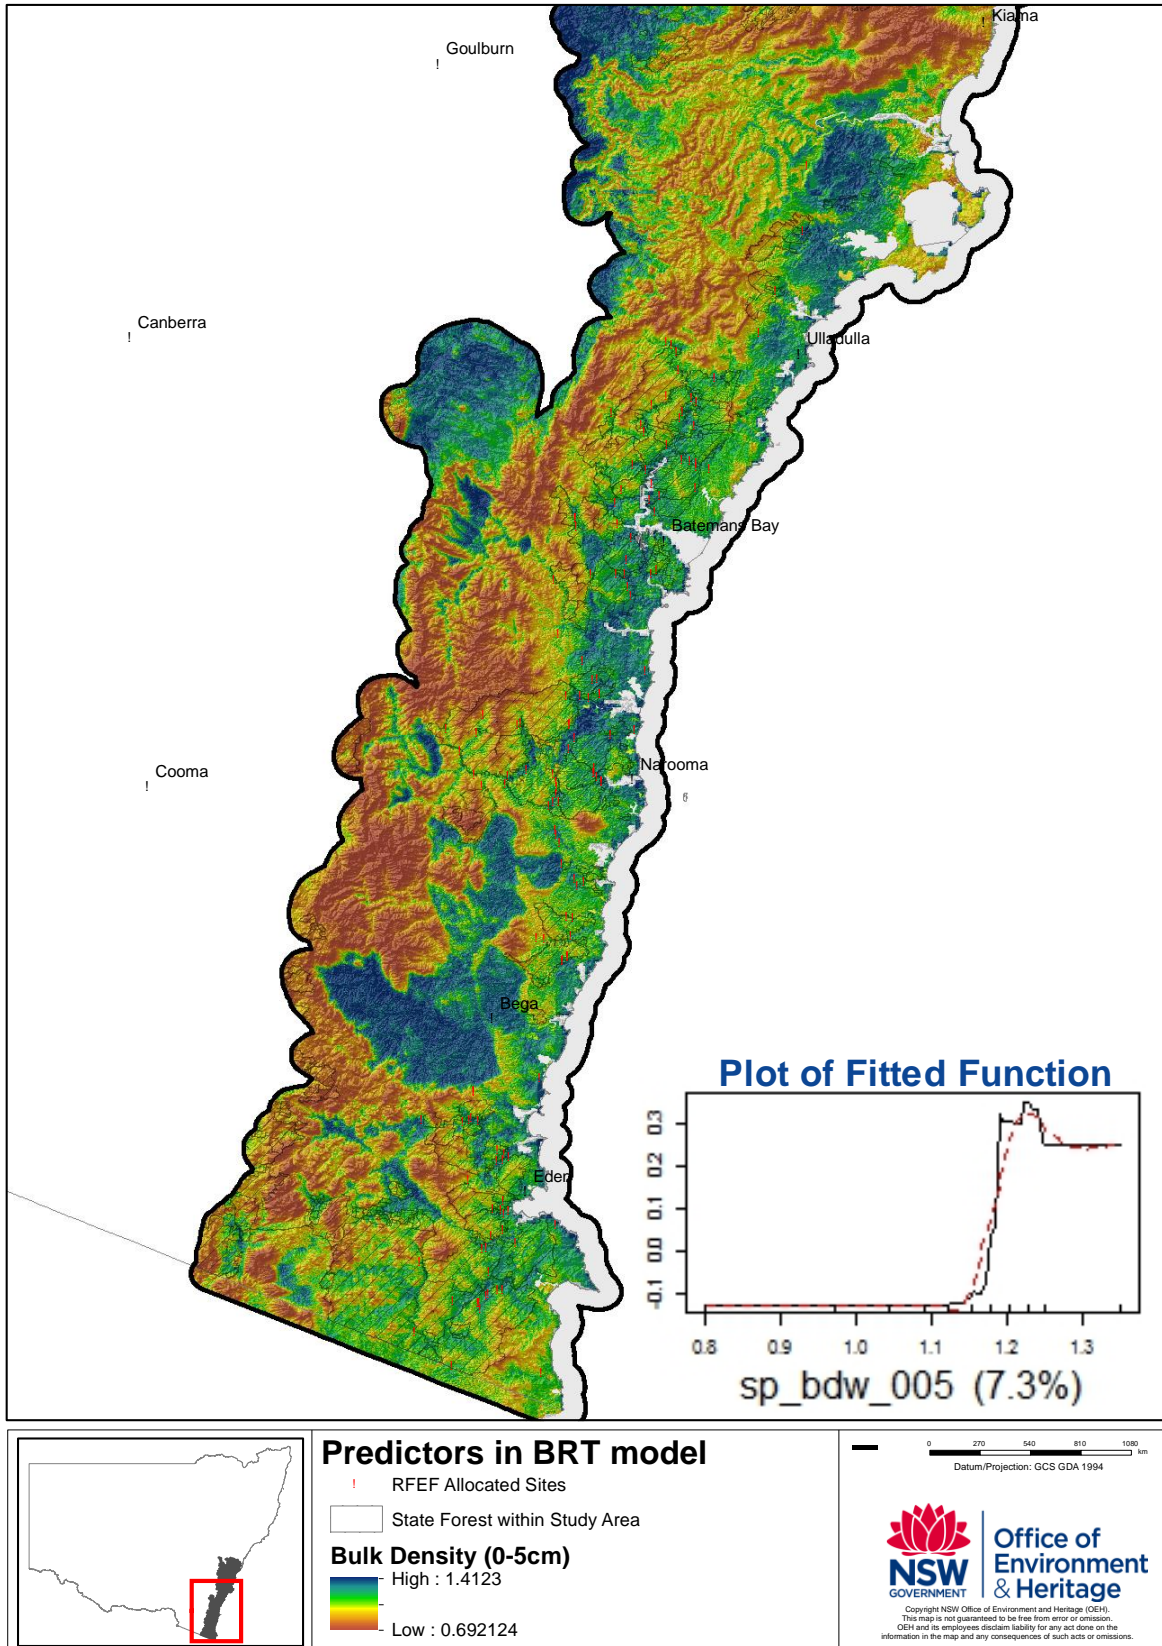 Kiama
!
Goulburn
!
Canberra
!
Ulladulla
Batemans Bay
Cooma
!
Narooma
Bega
Eden
Plot of Fitted Function
0.3
0.2
0.1
0.0
-0.1
0.8 0.9 1.0 1.1 1.2 1.3
sp_bdw_005 (7.3%)
Predictors in BRT model
! RFEF Allocated Sites
State Forest within Study Area
Bulk Density (0-5cm)
High : 1.4123
Low : 0.692124
0 270 540 810 1080
km
Datum/Projection: GCS GDA 1994
NSW
GOVERNMENT
Office of
Environment
& Heritage
Copyright NSW Office of Environment and Heritage (OEH).
This map is not guaranteed to be free from error or omission.
OEH and its employees disclaim liability for any act done on the
information in the map and any consequences of such acts or omissions.